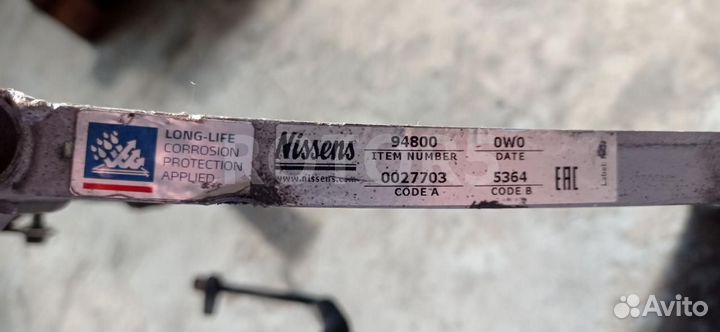 LONG-LIFE
CORROSION
PROTECTION
APPLIED
Nissens
www.nissens.com
94800
ITEM NUMBER
0W0
DATE
0027703
CODE A
5364
CODE B
EAC
Label:
Avito